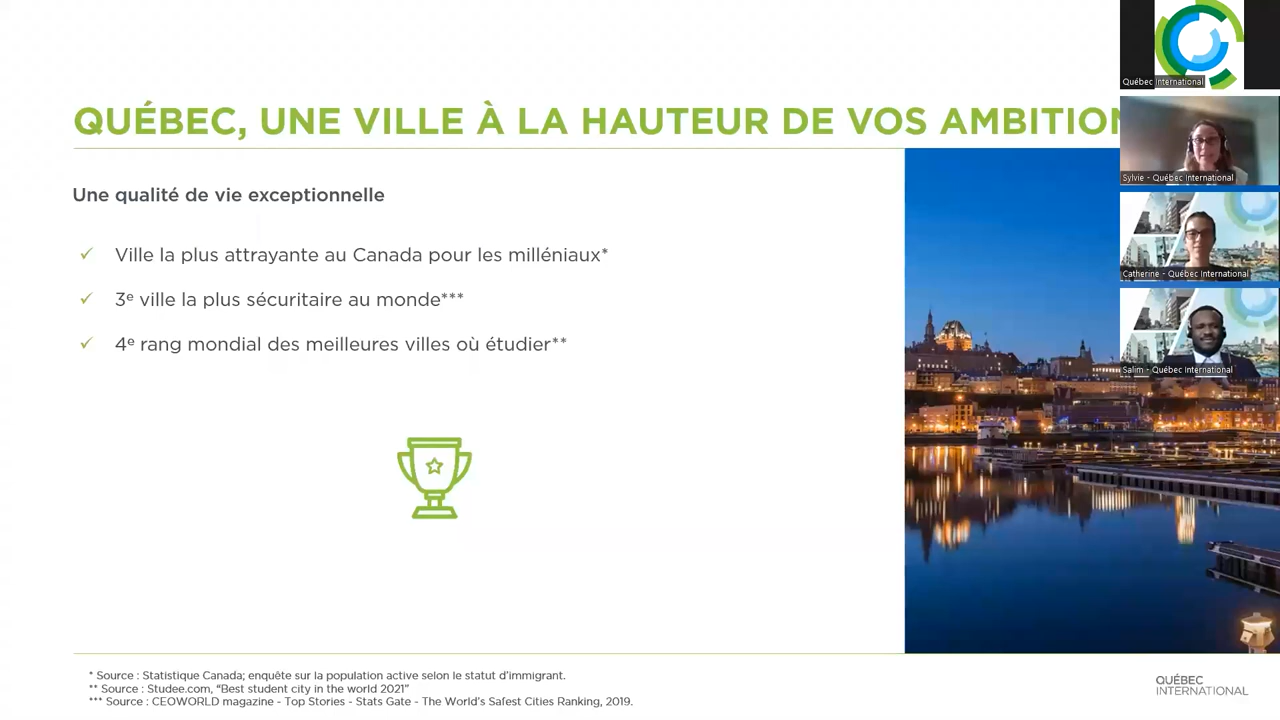 QUÉBEC, UNE VILLE À LA HAUTEUR DE VOS AMBITION
Une qualité de vie exceptionnelle
✓ Ville la plus attrayante au Canada pour les milléniaux*
✓ 3ᵉ ville la plus sécuritaire au monde***
✓ 4ᵉ rang mondial des meilleures villes où étudier**
* Source : Statistique Canada; enquête sur la population active selon le statut d'immigrant.
** Source : Studee.com, “Best student city in the world 2021”
*** Source : CEOWORLD magazine - Top Stories - Stats Gate - The World's Safest Cities Ranking, 2019.
QUÉBEC
INTERNATIONAL
Québec International
Sylvie - Québec International
Catherine - Québec International
Salim - Québec International